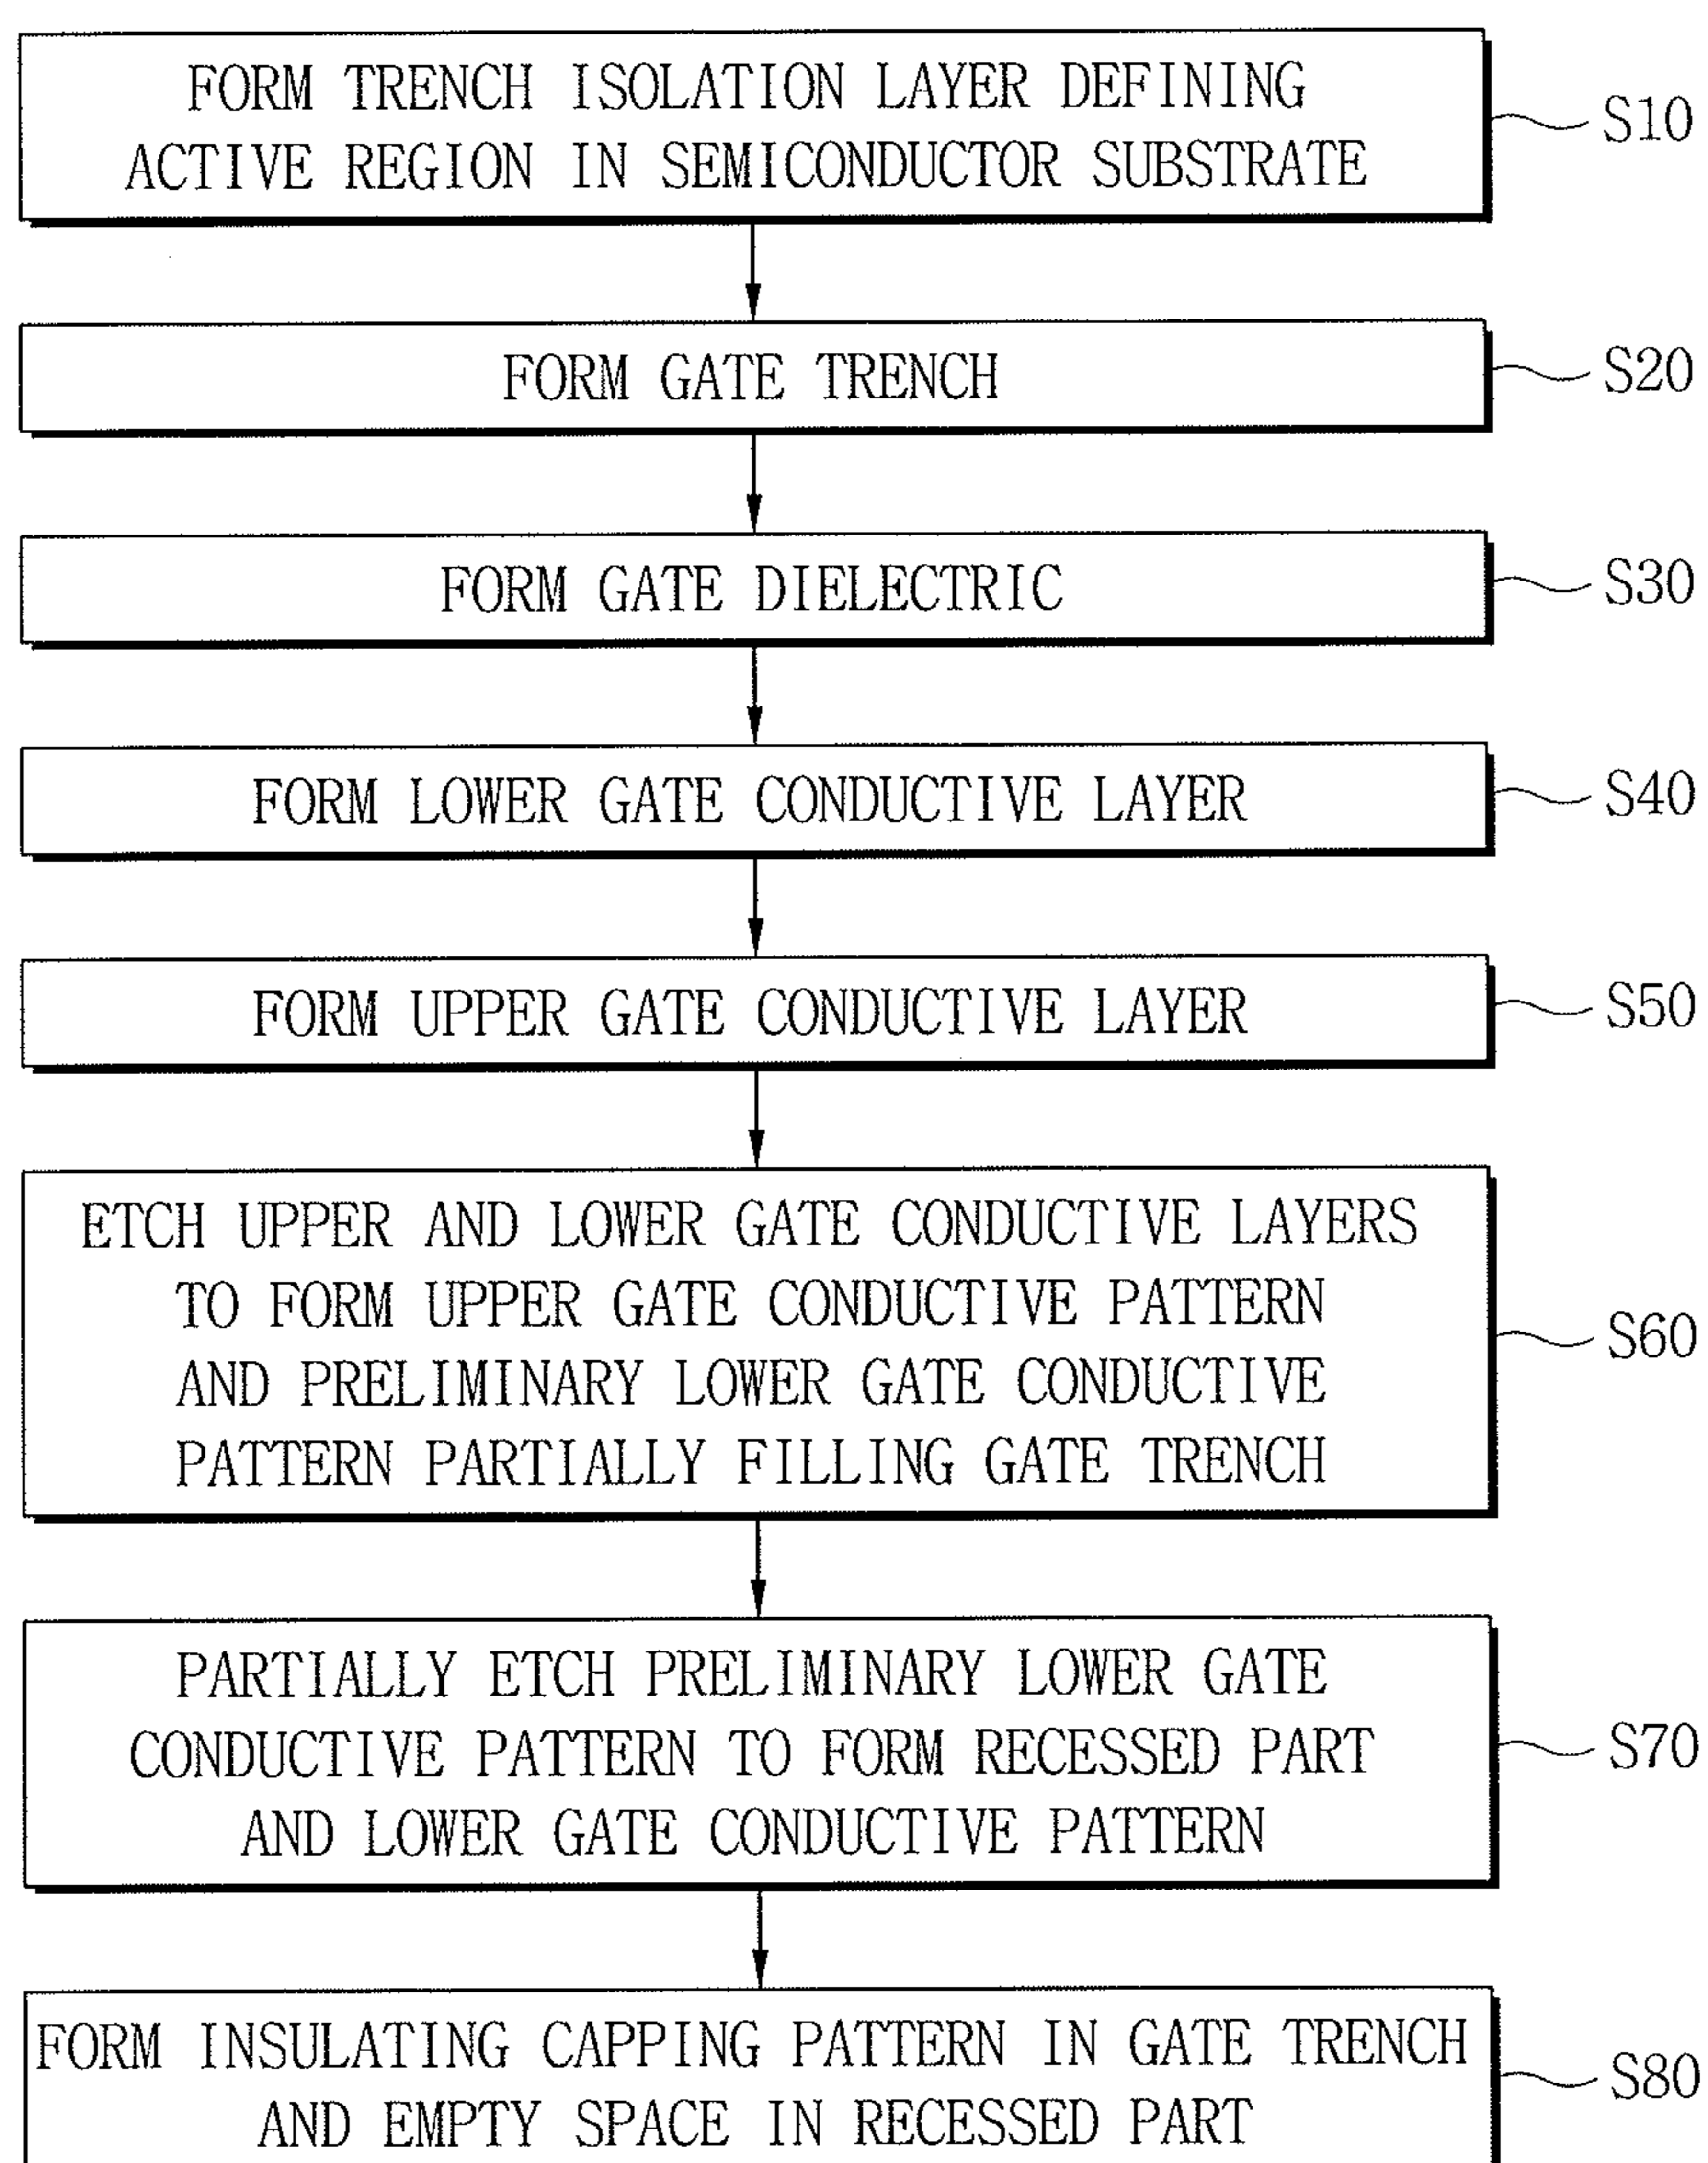 FORM TRENCH ISOLATION LAYER DEFINING
ACTIVE REGION IN SEMICONDUCTOR SUBSTRATE
S10
FORM GATE TRENCH
S20
FORM GATE DIELECTRIC
S30
FORM LOWER GATE CONDUCTIVE LAYER
S40
FORM UPPER GATE CONDUCTIVE LAYER
S50
ETCH UPPER AND LOWER GATE CONDUCTIVE LAYERS
TO FORM UPPER GATE CONDUCTIVE PATTERN
AND PRELIMINARY LOWER GATE CONDUCTIVE
PATTERN PARTIALLY FILLING GATE TRENCH
S60
PARTIALLY ETCH PRELIMINARY LOWER GATE
CONDUCTIVE PATTERN TO FORM RECESSED PART
AND LOWER GATE CONDUCTIVE PATTERN
S70
FORM INSULATING CAPPING PATTERN IN GATE TRENCH
AND EMPTY SPACE IN RECESSED PART
S80